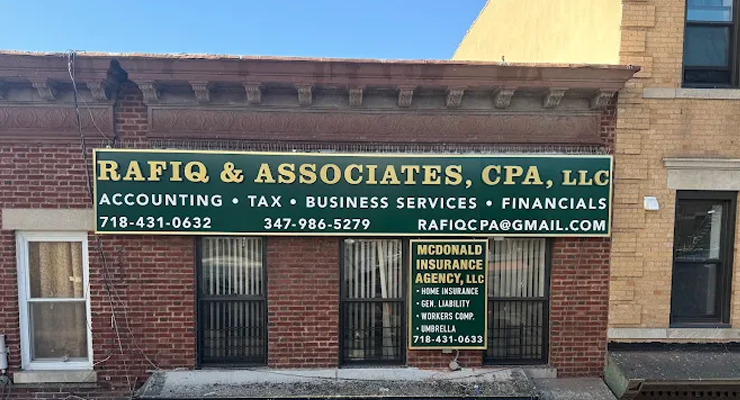 RAFIQ & ASSOCIATES, CPA, LLC
ACCOUNTING • TAX • BUSINESS SERVICES • FINANCIALS
718-431-0632 347-986-5279 RAFIQCPA@GMAIL.COM
MCDONALD
INSURANCE
AGENCY, LLC
• HOME INSURANCE
• GEN. LIABILITY
• WORKERS COMP.
• UMBRELLA
718-431-0633